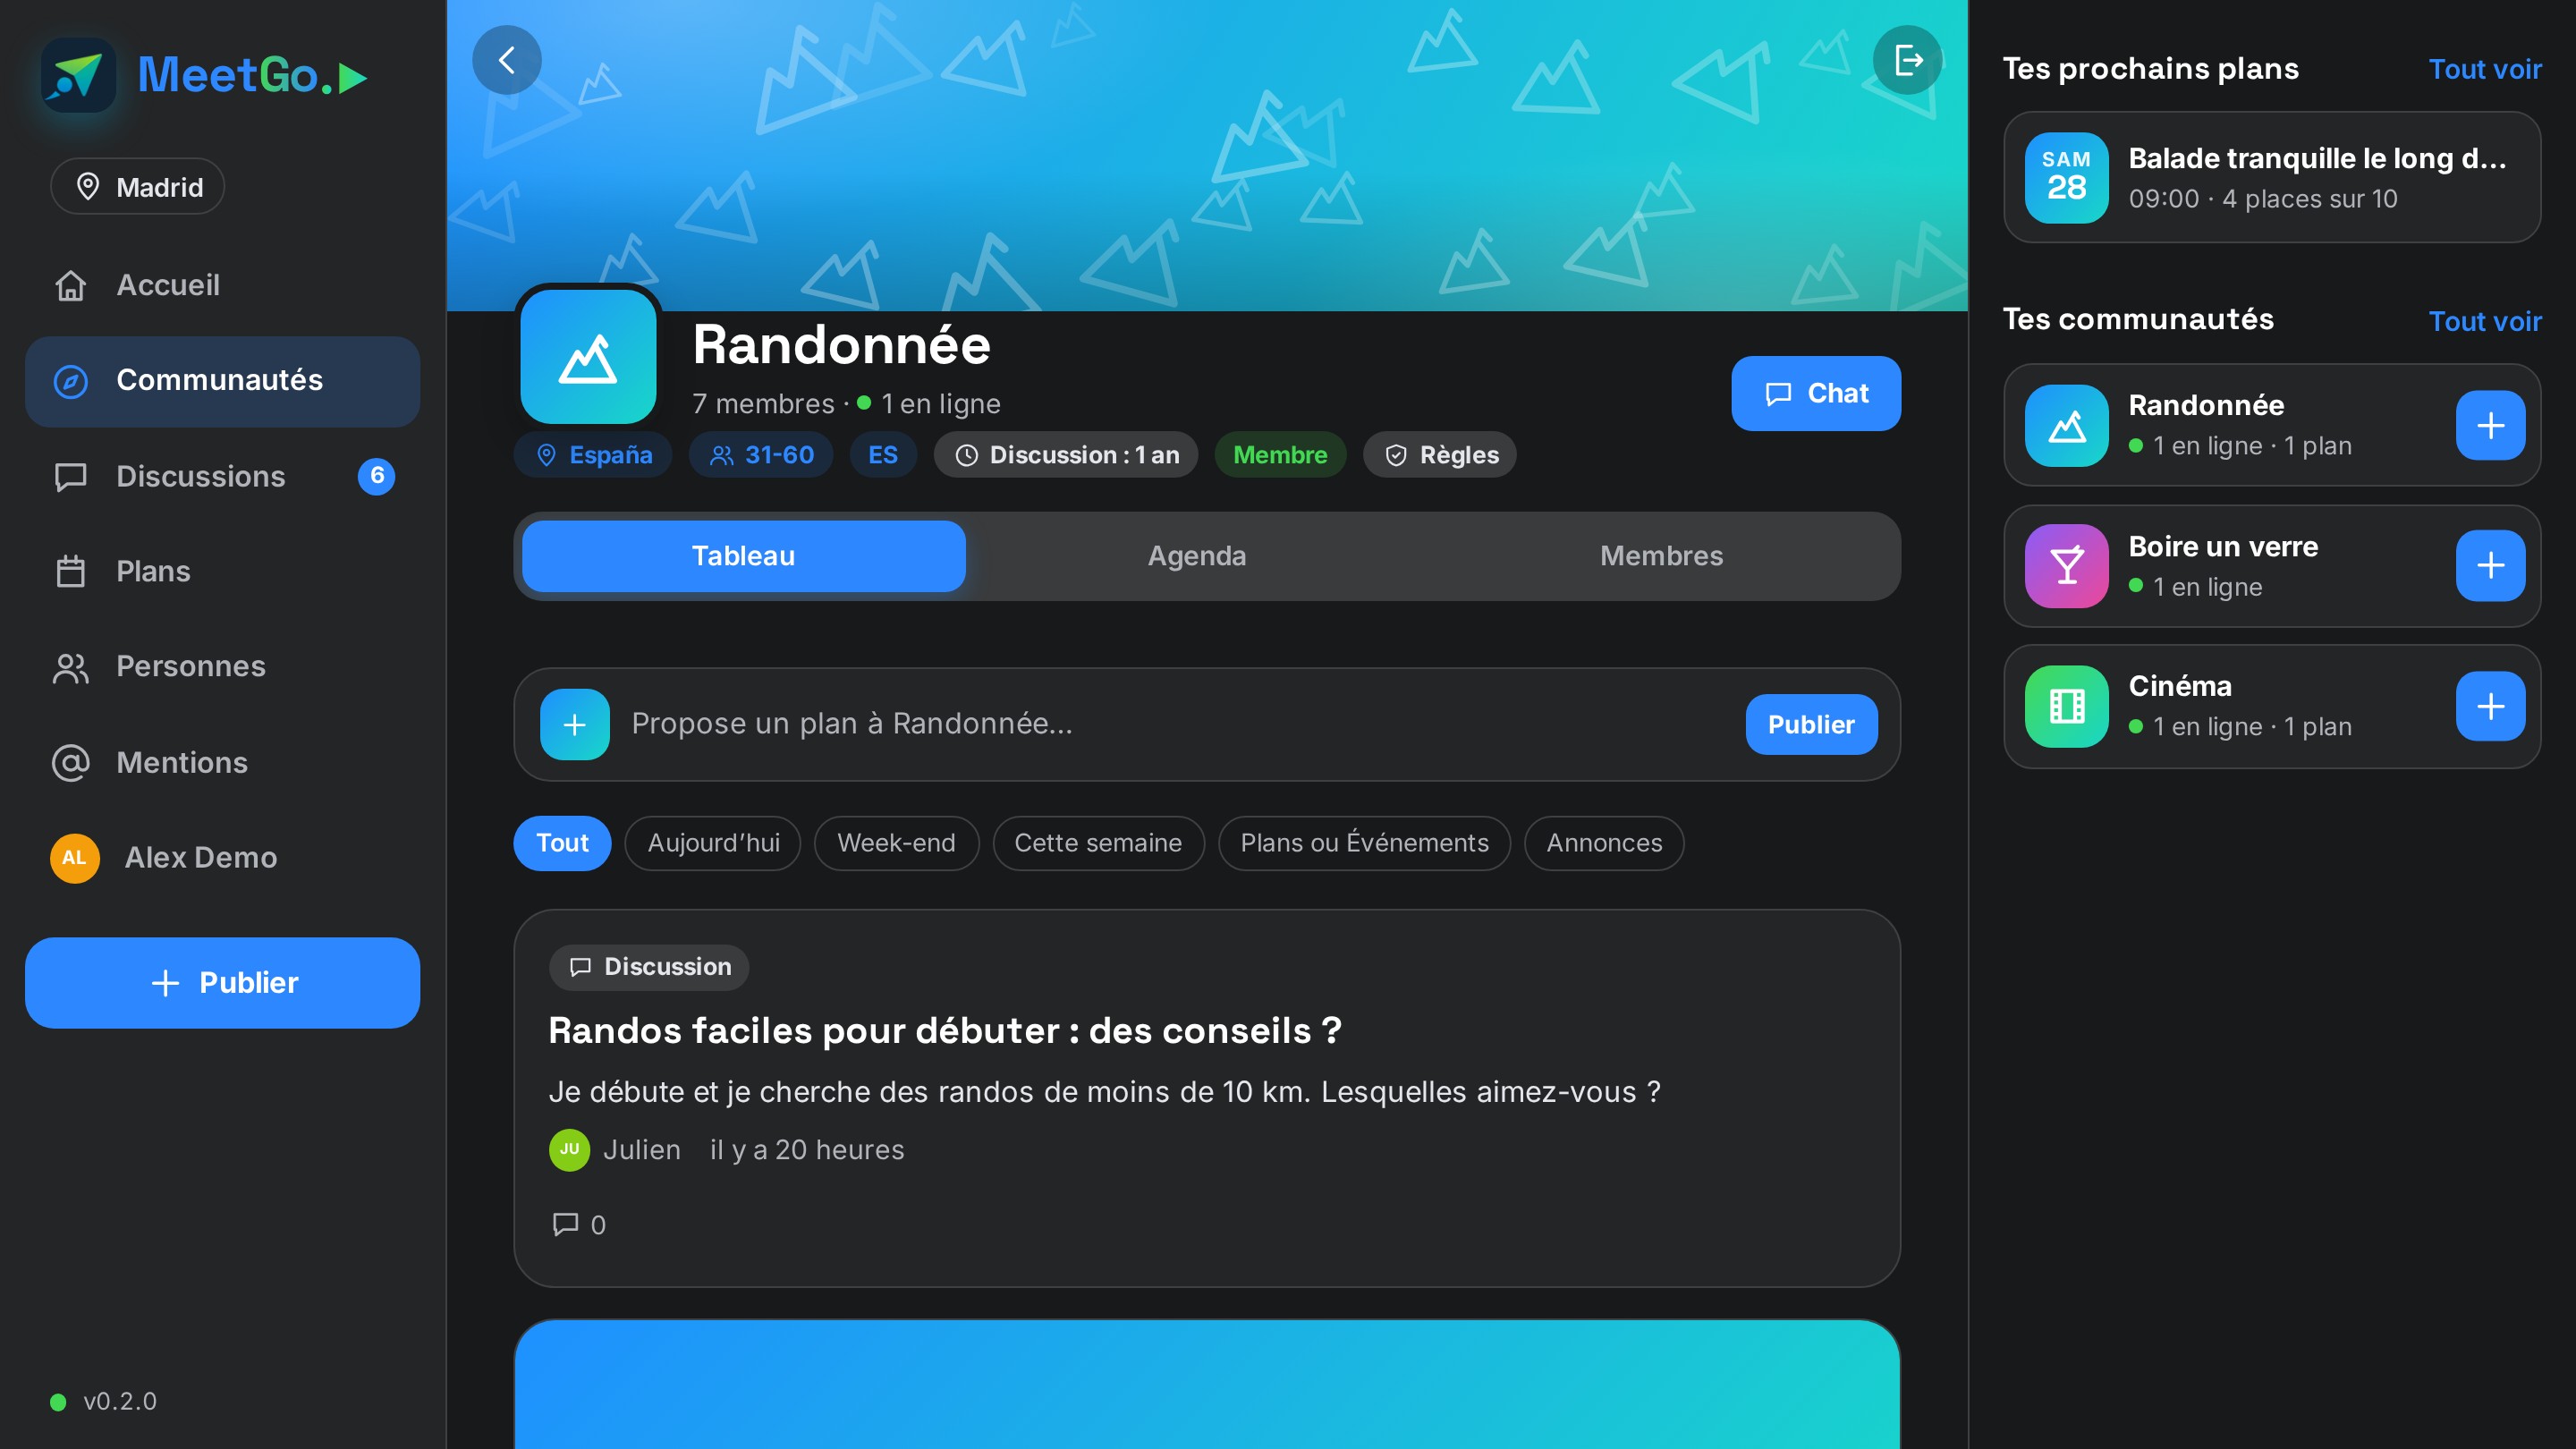 MeetGo.
Madrid
Accueil
Communautés
Discussions 6
Plans
Personnes
Mentions
AL Alex Demo
Publier
v0.2.0
Randonnée
7 membres · 1 en ligne
Chat
España 31-60 ES Discussion : 1 an Membre Règles
Tableau Agenda Membres
Propose un plan à Randonnée... Publier
Tout Aujourd’hui Week-end Cette semaine Plans ou Événements Annonces
Discussion
Randos faciles pour débuter : des conseils ?
Je débute et je cherche des randos de moins de 10 km. Lesquelles aimez-vous ?
JU Julien il y a 20 heures
0
Tes prochains plans Tout voir
SAM 28
Balade tranquille le long d...
09:00 · 4 places sur 10
Tes communautés Tout voir
Randonnée
1 en ligne · 1 plan
Boire un verre
1 en ligne
Cinéma
1 en ligne · 1 plan